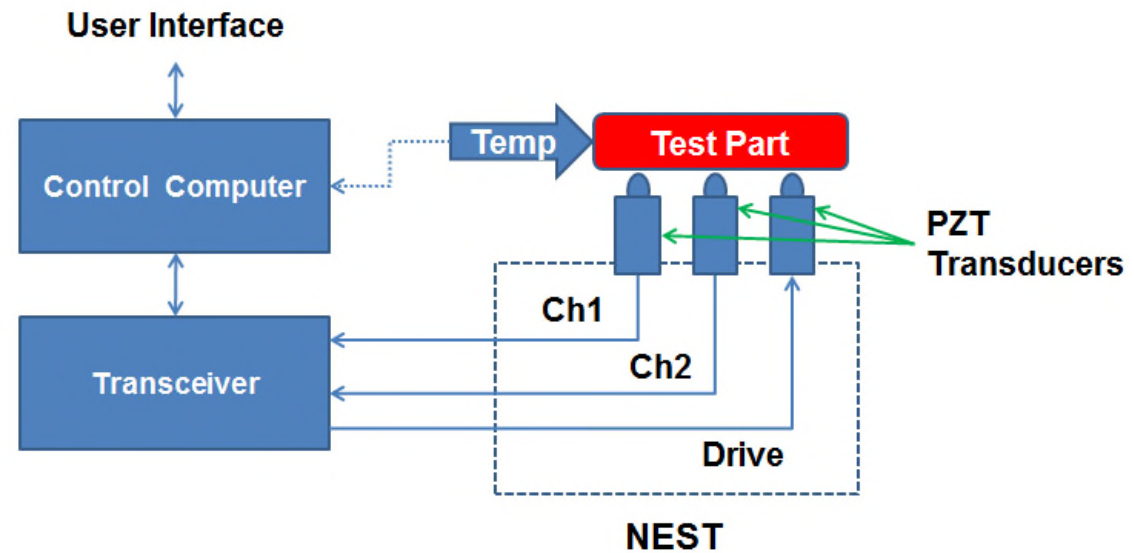 User Interface
Control Computer
Temp
Test Part
PZT
Transducers
Ch1
Ch2
Transceiver
Drive
NEST